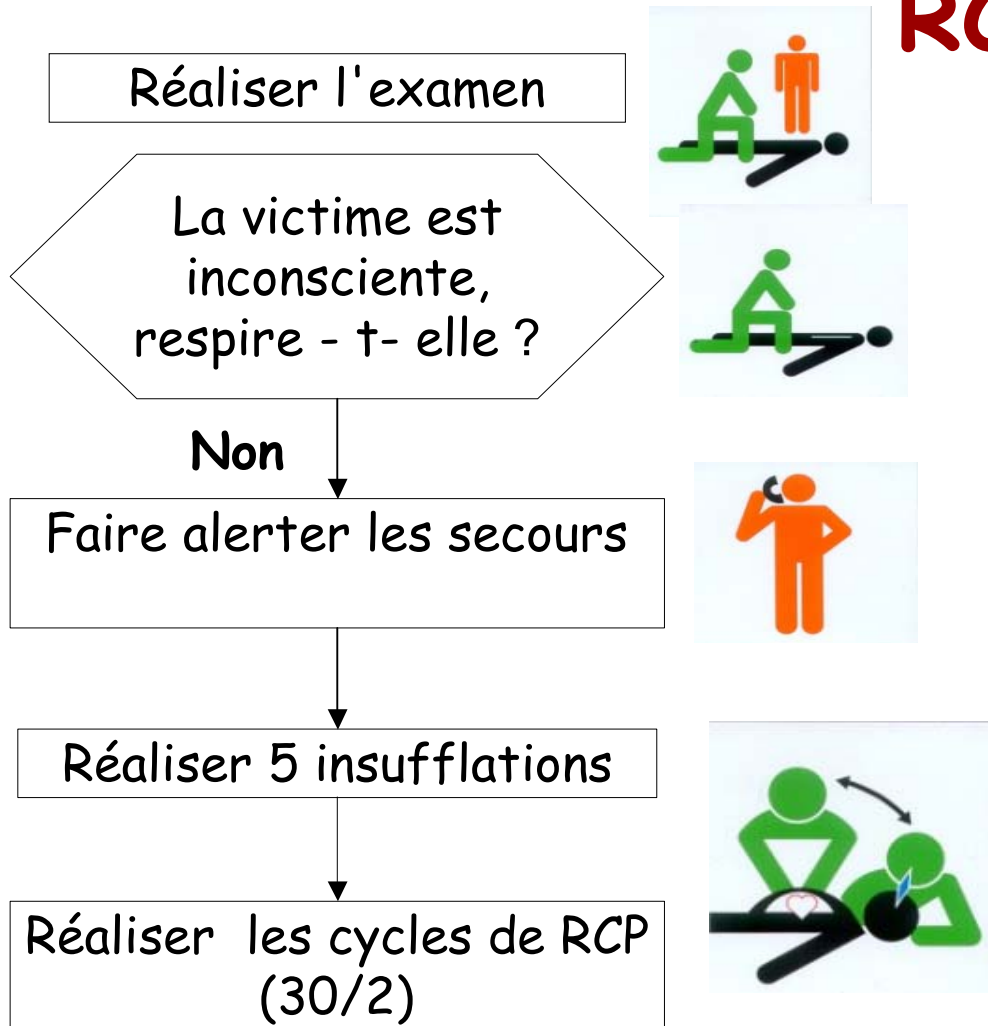 Réaliser l'examen
La victime est
inconsciente,
respire - t- elle ?
Non
Faire alerter les secours
Réaliser 5 insufflations
Réaliser les cycles de RCP
(30/2)